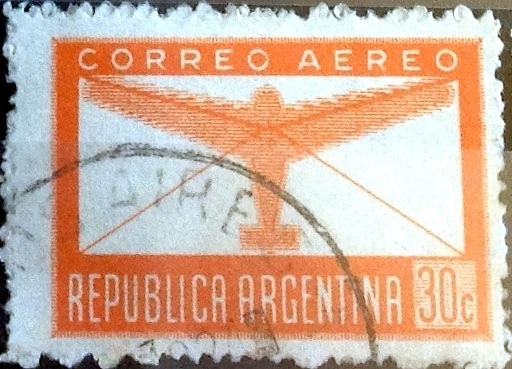 CORREO AEREO
REPUBLICA ARGENTINA 30c